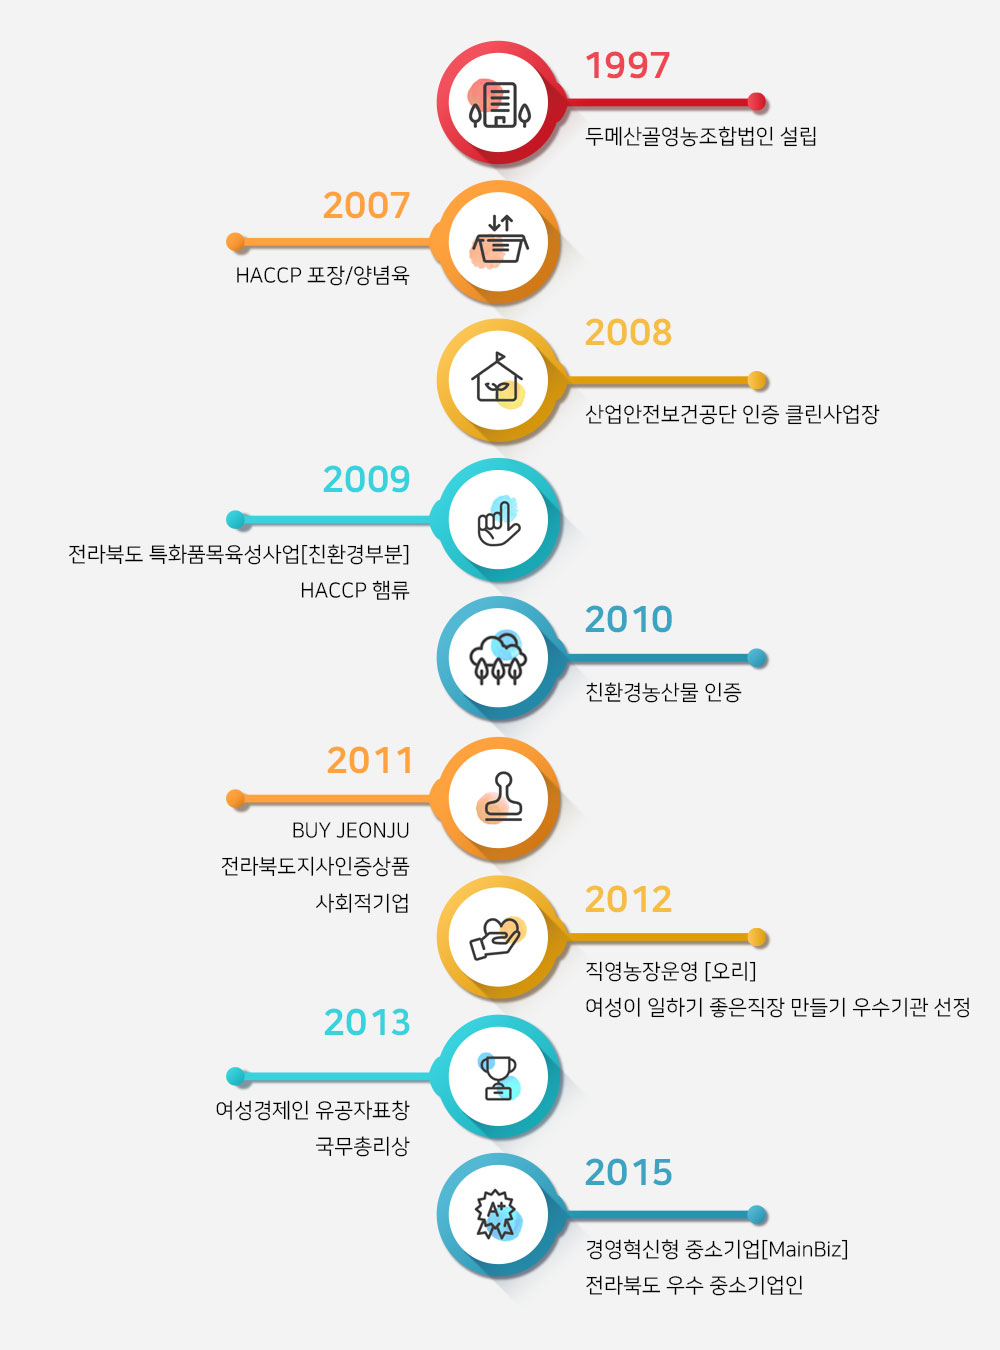 1997
두메산골영농조합법인 설립
2007
HACCP 포장/양념육
2008
산업안전보건공단 인증 클린사업장
2009
전라북도 특화품목육성사업[친환경부분]
HACCP 햄류
2010
친환경농산물 인증
2011
BUY JEONJU
전라북도지사인증상품
사회적기업
2012
직영농장운영 [오리]
여성이 일하기 좋은직장 만들기 우수기관 선정
2013
여성경제인 유공자표창
국무총리상
2015
A+
경영혁신형 중소기업[MainBiz]
전라북도 우수 중소기업인